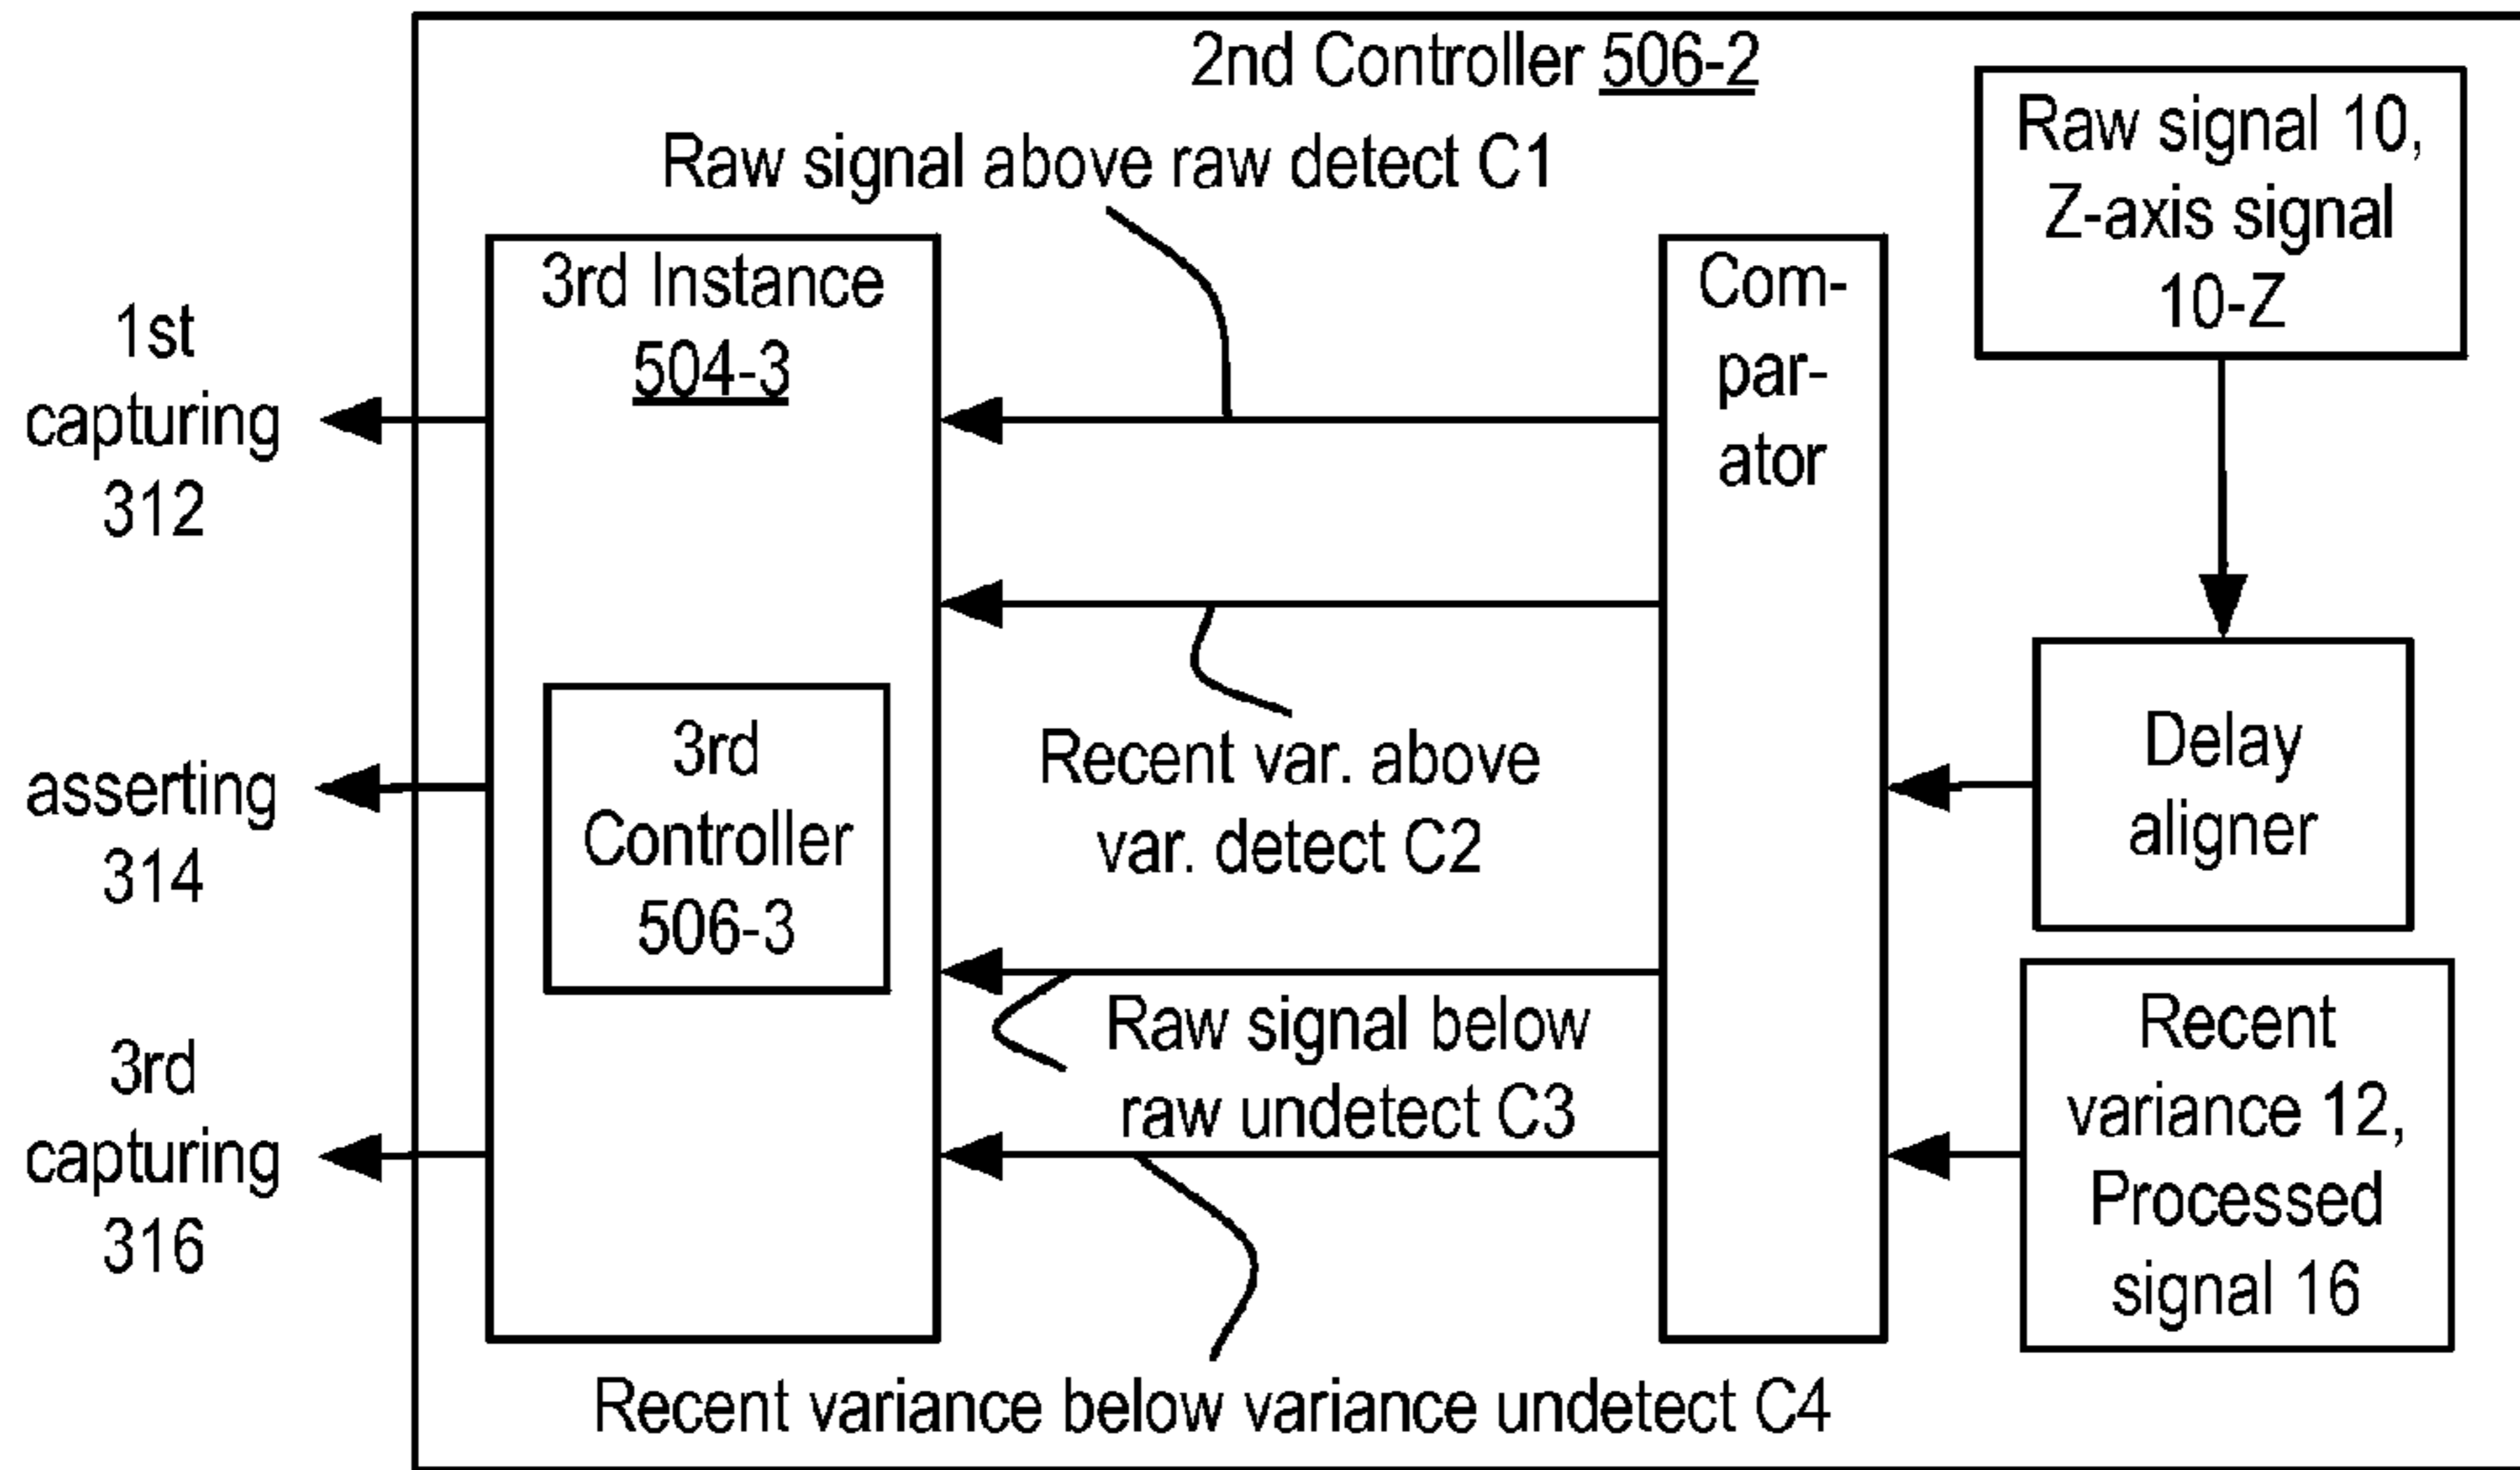 2nd Controller 506-2
Raw signal above raw detect C1
Raw signal 10,
Z-axis signal
10-Z
3rd Instance
504-3
Com-
par-
ator
1st
capturing
312
3rd
Controller
506-3
Recent var. above
var. detect C2
Delay
aligner
asserting
314
Raw signal below
raw undetect C3
Recent
variance 12,
Processed
signal 16
3rd
capturing
316
Recent variance below variance undetect C4